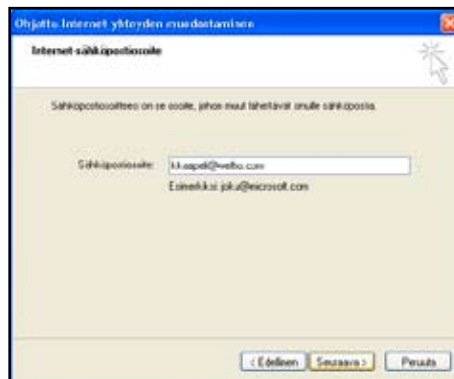 Ohjattu Internet-yhteyden muodostaminen
Internet-sähköpostiosoite
Sähköpostiosoitteesi on se osoite, johon muut lähettävät sinulle sähköpostia.
Sähköpostiosoite:
Esimerkiksi: joku@microsoft.com
< Edellinen Seuraava > Peruuta